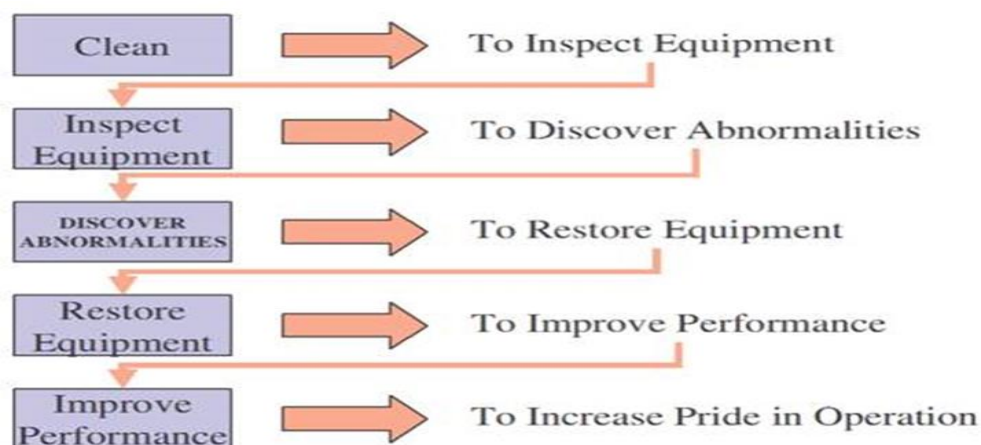 Clean
To Inspect Equipment
Inspect
Equipment
To Discover Abnormalities
DISCOVER
ABNORMALITIES
To Restore Equipment
Restore
Equipment
To Improve Performance
Improve
Performance
To Increase Pride in Operation